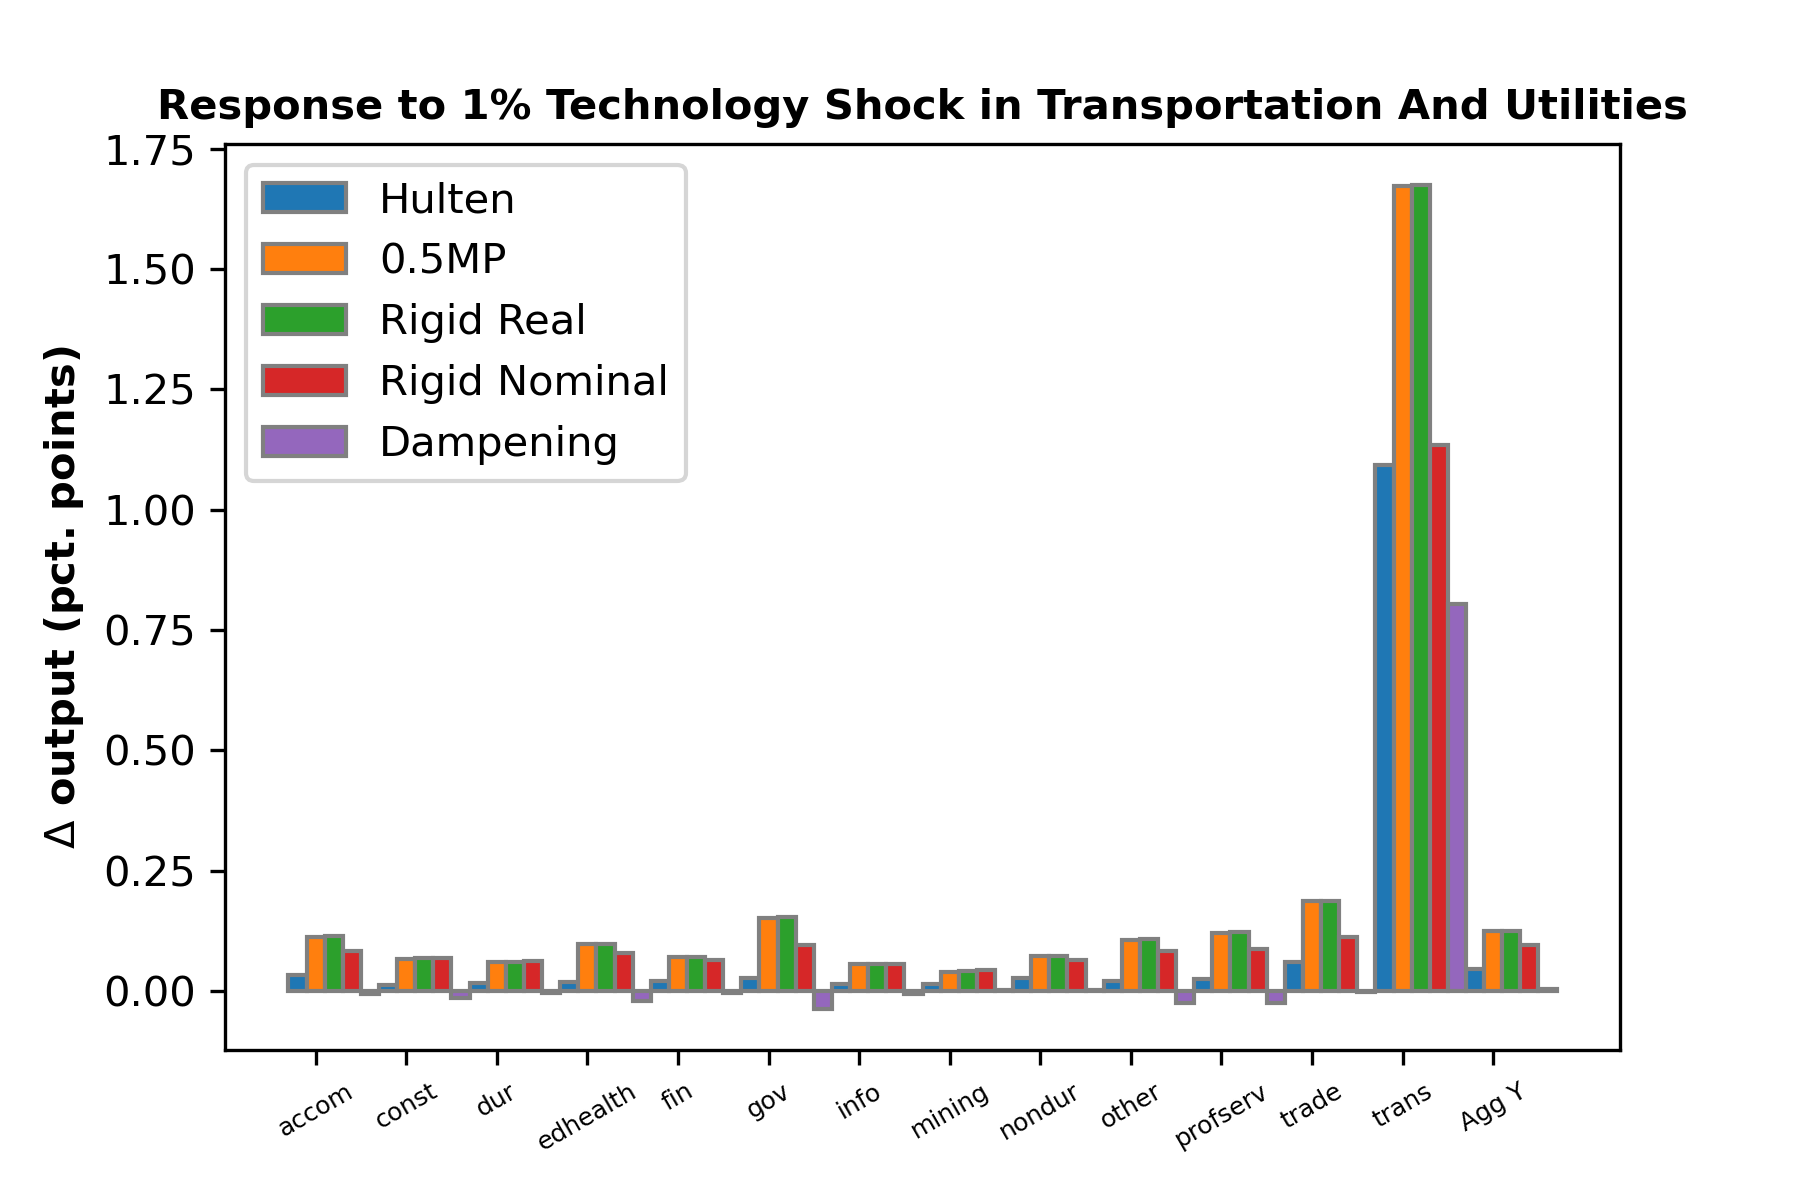 Response to 1% Technology Shock in Transportation And Utilities
Δ output (pct. points)
1.75
1.50
1.25
1.00
0.75
0.50
0.25
0.00
Hulten
0.5MP
Rigid Real
Rigid Nominal
Dampening
accom
const
dur
edhealth
fin
gov
info
mining
nondur
other
profserv
trade
trans
Agg Y